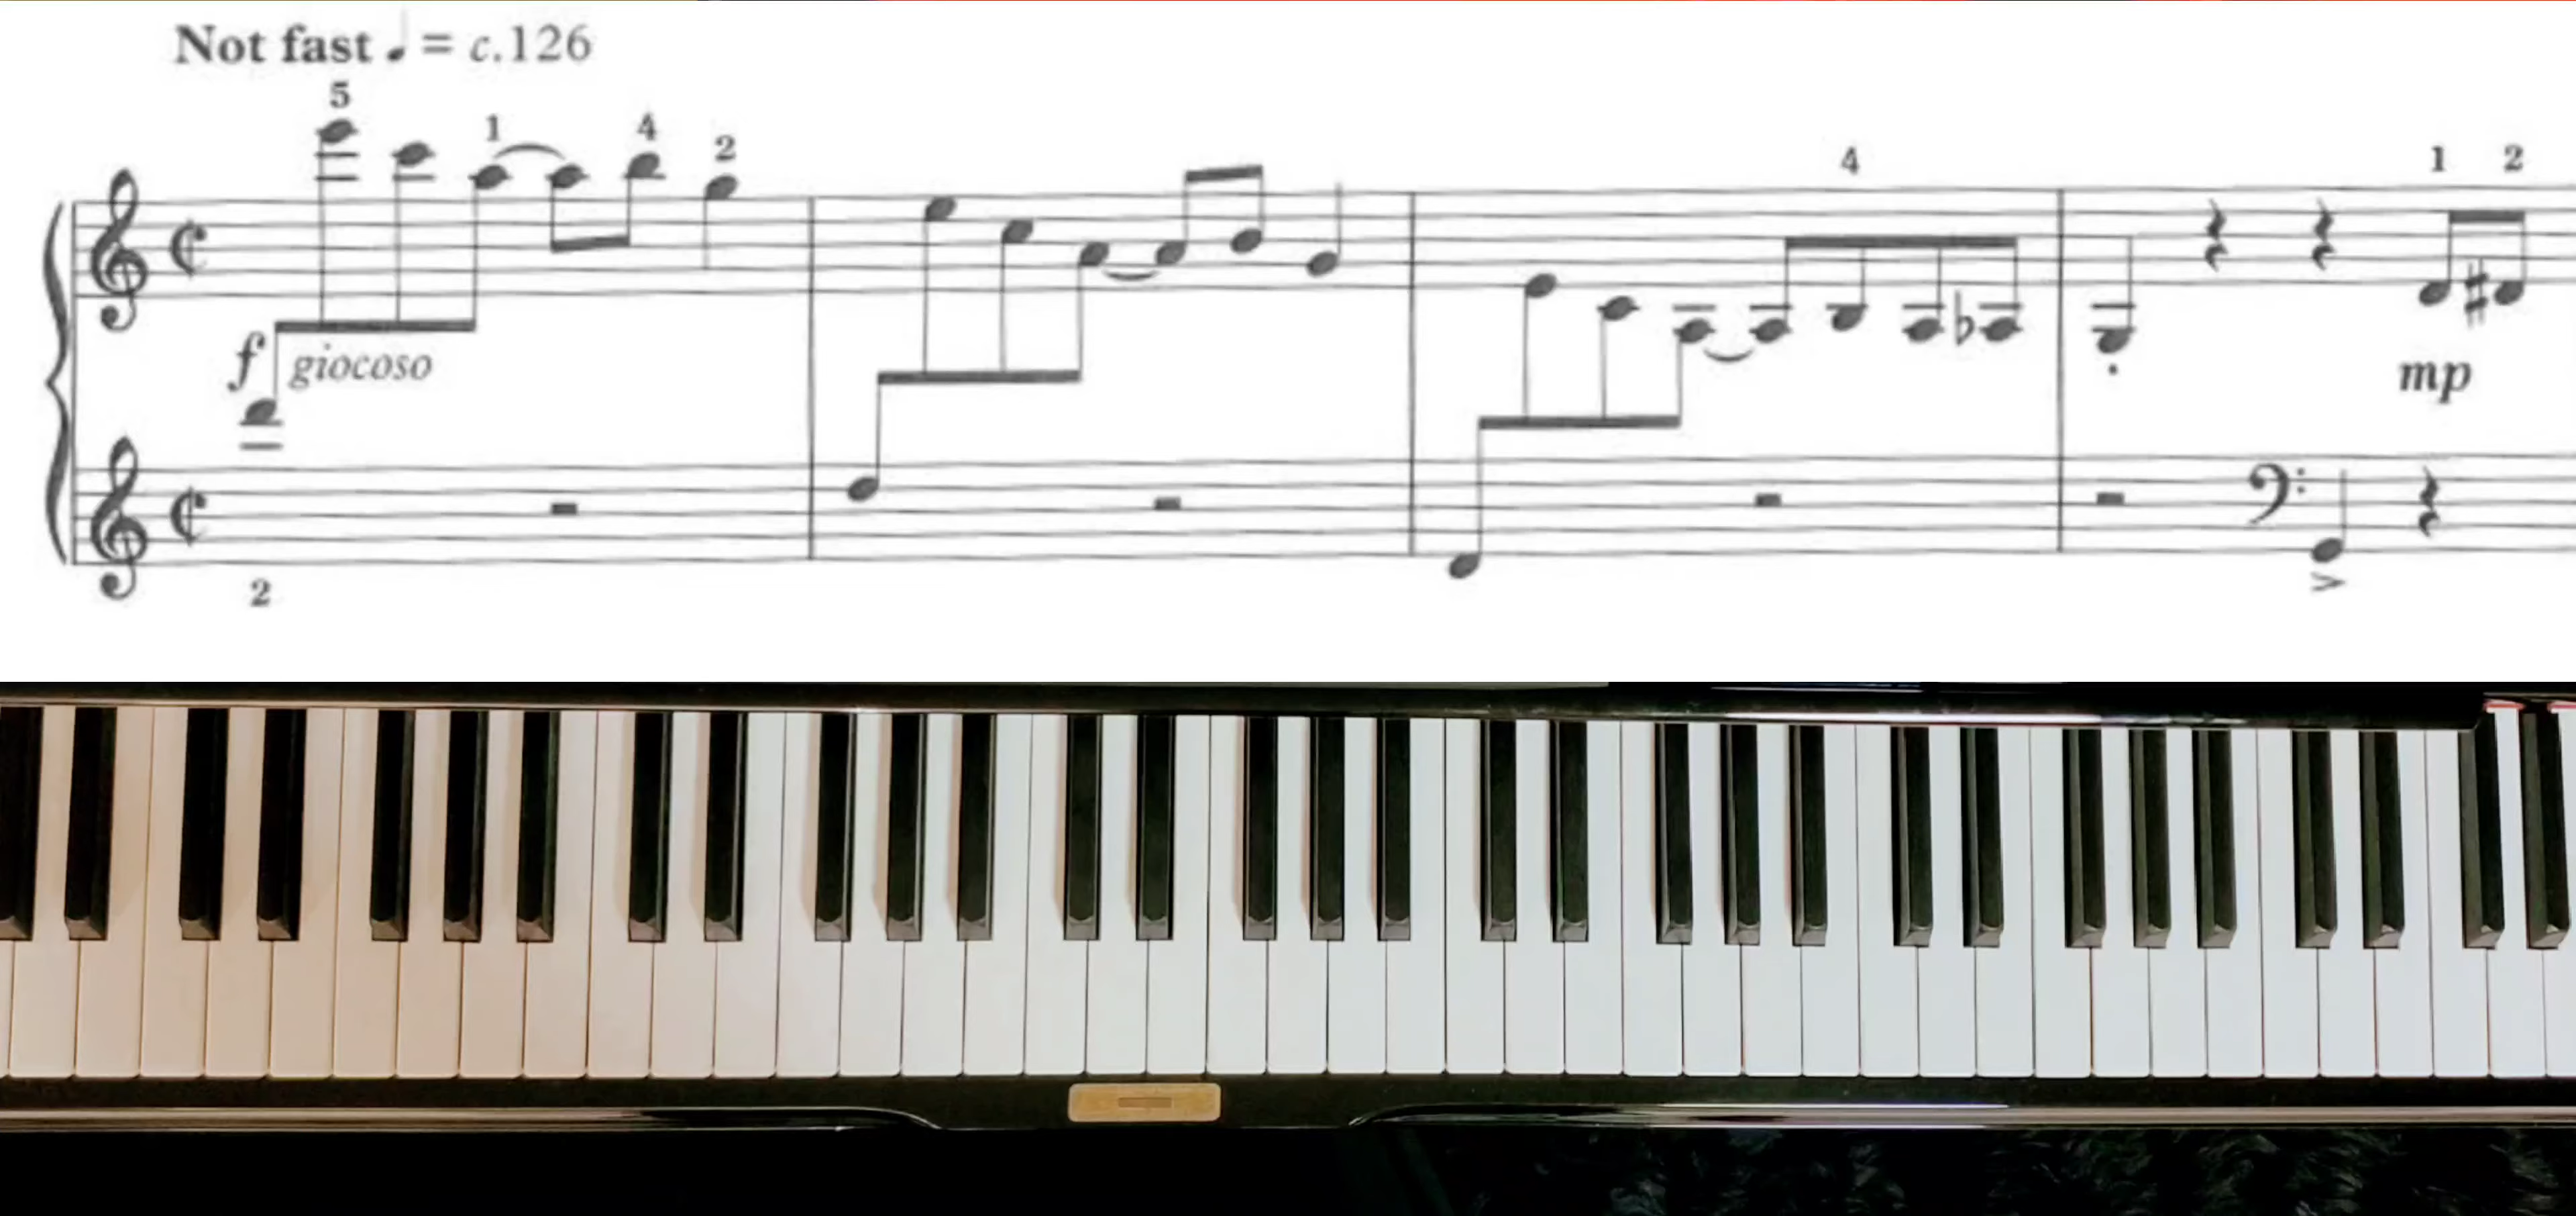 Not fast ♩ = c.126
5
1 4 2 4 1 2
f giocoso mp
2